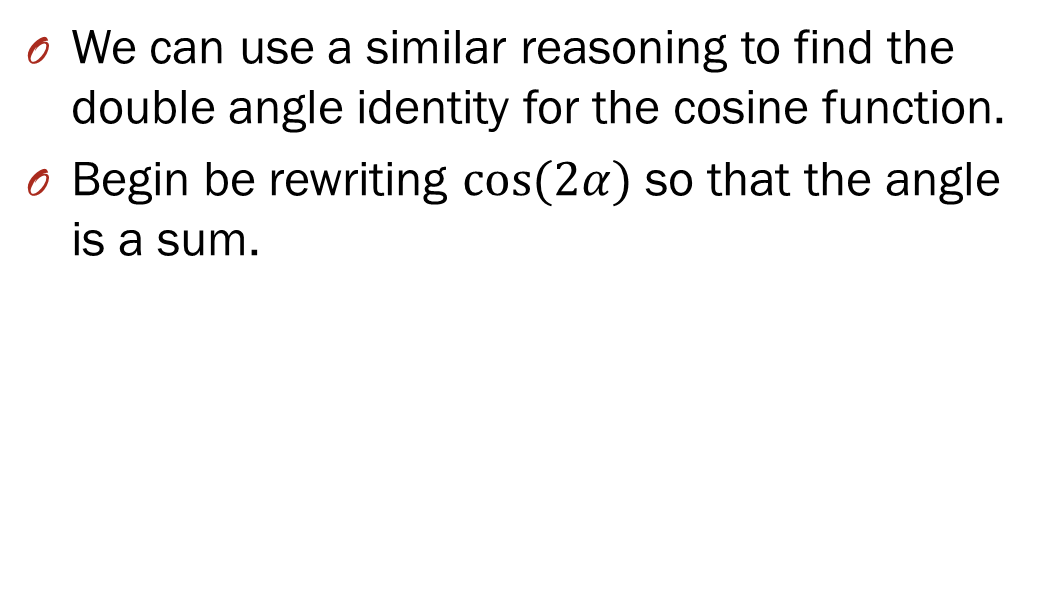 We can use a similar reasoning to find the
double angle identity for the cosine function.
Begin be rewriting cos(2𝛼) so that the angle
is a sum.